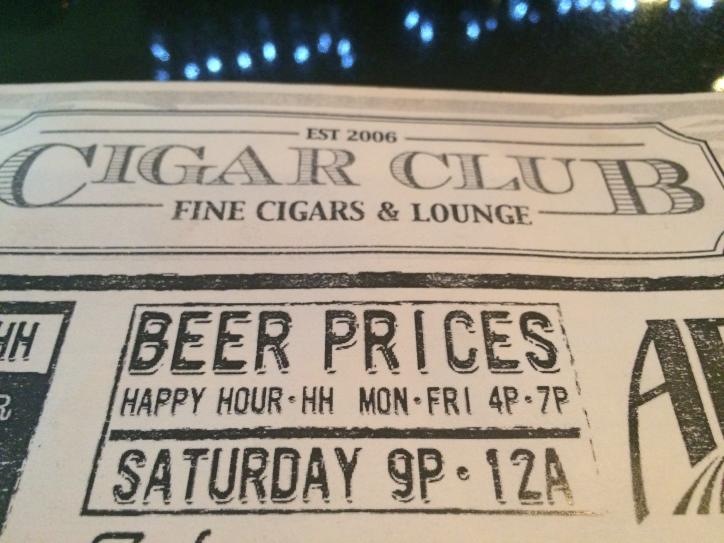 EST 2006
CIGAR CLUB
FINE CIGARS & LOUNGE
HH
BEER PRICES
HAPPY HOUR·HH MON·FRI 4P·7P
SATURDAY 9P·12A